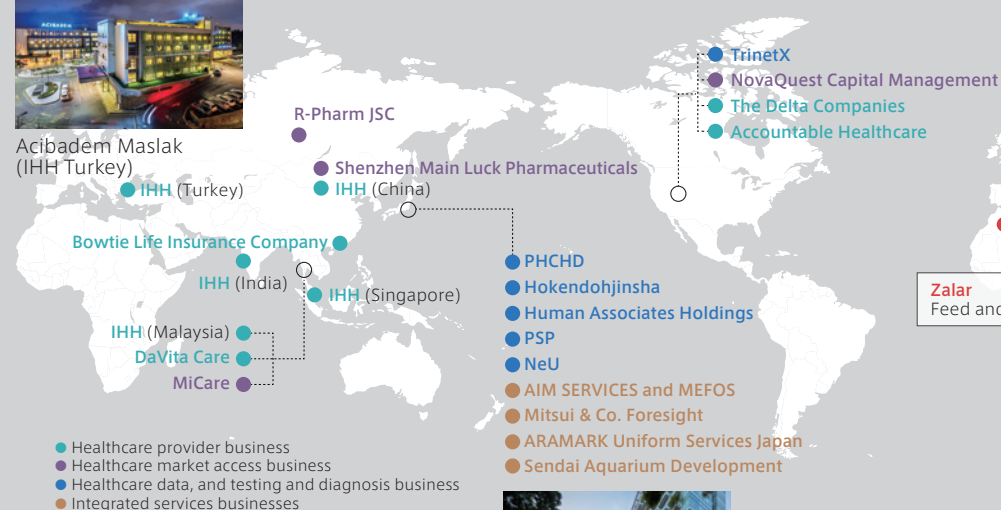 ACIBADEM
Acibadem Maslak
(IHH Turkey)
R-Pharm JSC
Shenzhen Main Luck Pharmaceuticals
IHH (China)
IHH (Turkey)
Bowtie Life Insurance Company
IHH (India)
IHH (Singapore)
IHH (Malaysia)
DaVita Care
MiCare
TrinetX
NovaQuest Capital Management
The Delta Companies
Accountable Healthcare
PHCHD
Hokendohjinsha
Human Associates Holdings
PSP
NeU
AIM SERVICES and MEFOS
Mitsui & Co. Foresight
ARAMARK Uniform Services Japan
Sendai Aquarium Development
Zalar
Feed and
Healthcare provider business
Healthcare market access business
Healthcare data, and testing and diagnosis business
Integrated services businesses